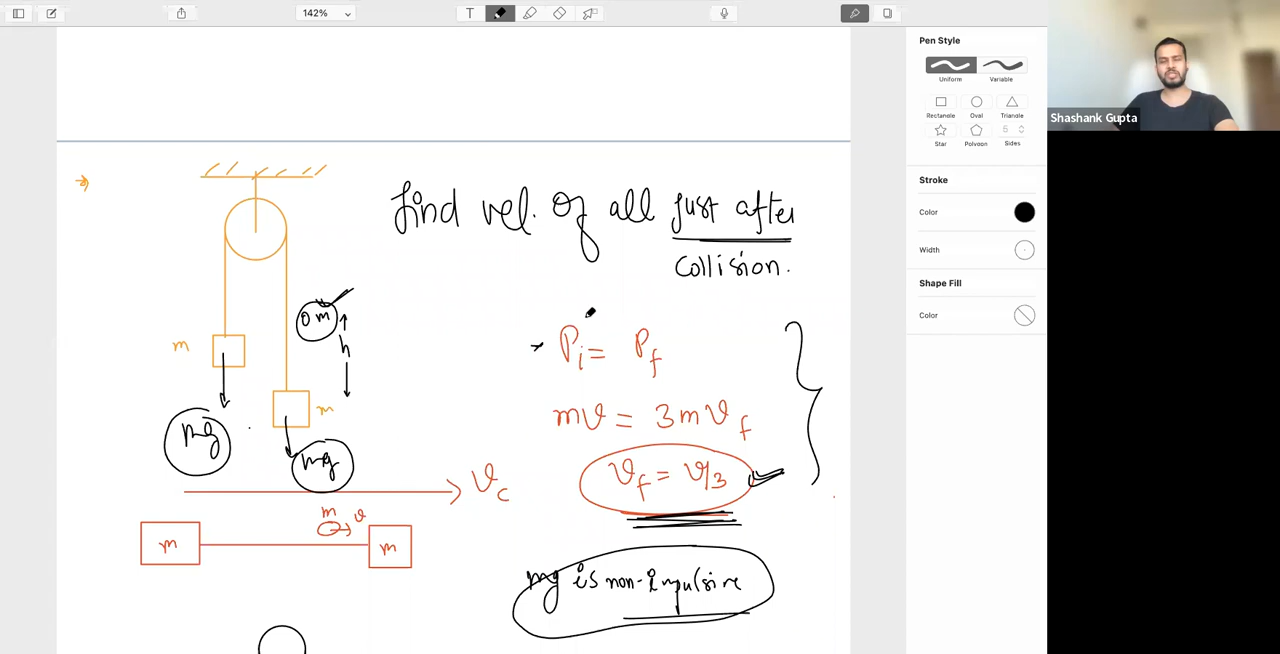 142%
T
Pen Style
Uniform
Variable
Rectangle
Oval
Triangle
Star
Polygon
5
Sides
Stroke
Color
Width
Shape Fill
Color
Shashank Gupta
find vel. of all just after
collision.
m
m
h
m
mg
mg
Pi = Pf
mv = 3mvf
vf = v/3
vc
m
v
m
m
mg is non-impulsive